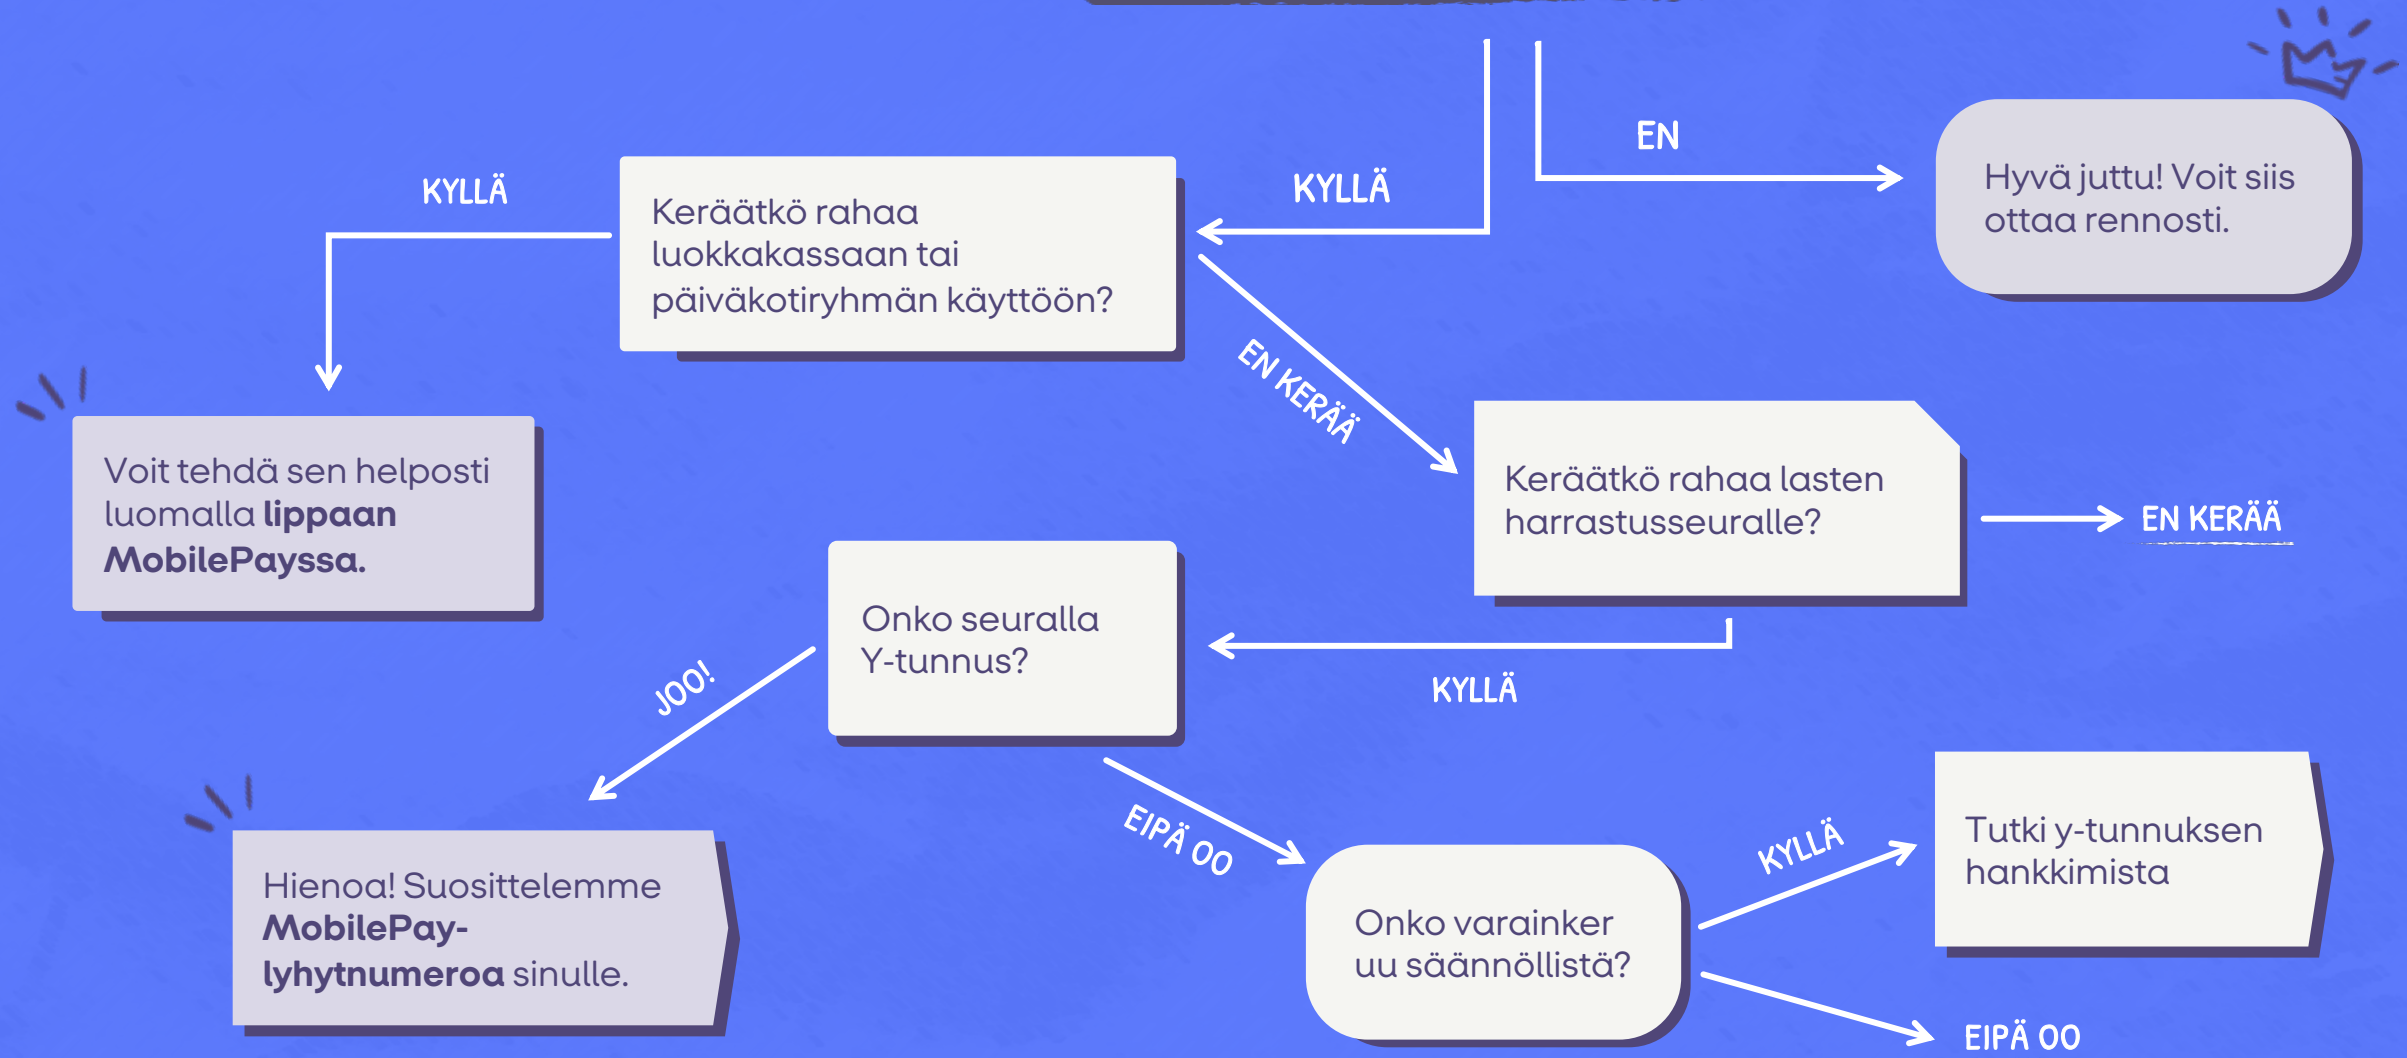 EN
Hyvä juttu! Voit siis
ottaa rennosti.
KYLLÄ
KYLLÄ
Keräätkö rahaa
luokkakassaan tai
päiväkotiryhmän käyttöön?
EN KERÄÄ
Voit tehdä sen helposti
luomalla lippaan
MobilePayssa.
Keräätkö rahaa lasten
harrastusseuralle?
EN KERÄÄ
KYLLÄ
Onko seuralla
Y-tunnus?
JOO!
EIPÄ OO
Hienoa! Suosittelemme
MobilePay-
lyhytnumeroa sinulle.
Onko varainker
uu säännöllistä?
KYLLÄ
Tutki y-tunnuksen
hankkimista
EIPÄ OO